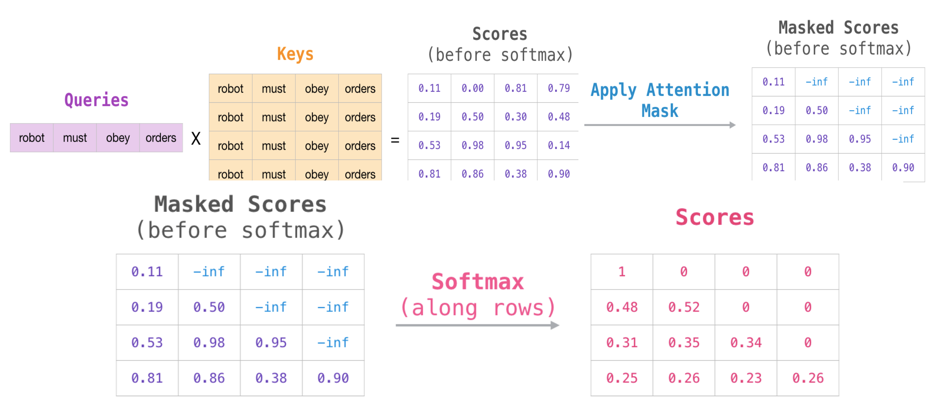 Queries
robot must obey orders
X
Keys
robot must obey orders
robot must obey orders
robot must obey orders
robot must obey orders
=
Scores
(before softmax)
0.11 0.00 0.81 0.79
0.19 0.50 0.30 0.48
0.53 0.98 0.95 0.14
0.81 0.86 0.38 0.90
Apply Attention
Mask
Masked Scores
(before softmax)
0.11 -inf -inf -inf
0.19 0.50 -inf -inf
0.53 0.98 0.95 -inf
0.81 0.86 0.38 0.90
Masked Scores
(before softmax)
0.11 -inf -inf -inf
0.19 0.50 -inf -inf
0.53 0.98 0.95 -inf
0.81 0.86 0.38 0.90
Softmax
(along rows)
Scores
1 0 0 0
0.48 0.52 0 0
0.31 0.35 0.34 0
0.25 0.26 0.23 0.26